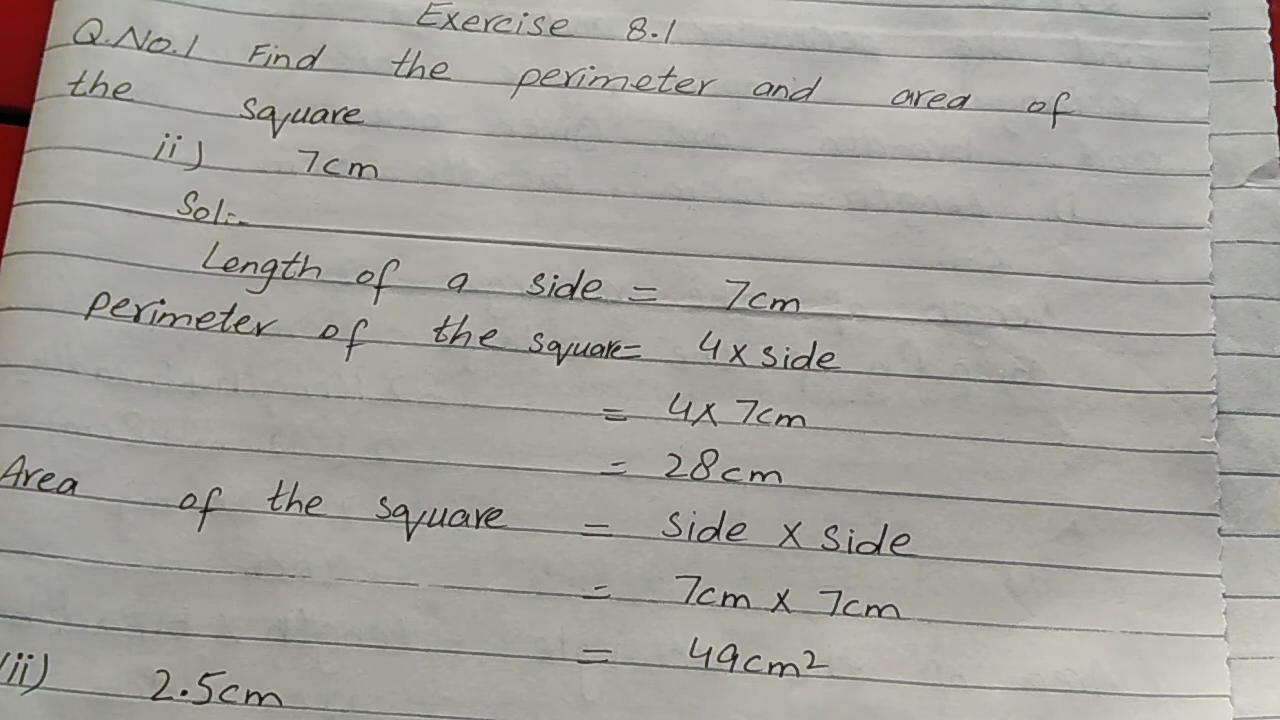 Exercise 8.1
Q.No.1 Find the perimeter and area of
the square
ii) 7cm
Sol:-
Length of a side = 7cm
perimeter of the square = 4 x side
= 4x 7cm
= 28cm
Area of the square = side x side
= 7cm x 7cm
= 49cm²
iii) 2.5cm